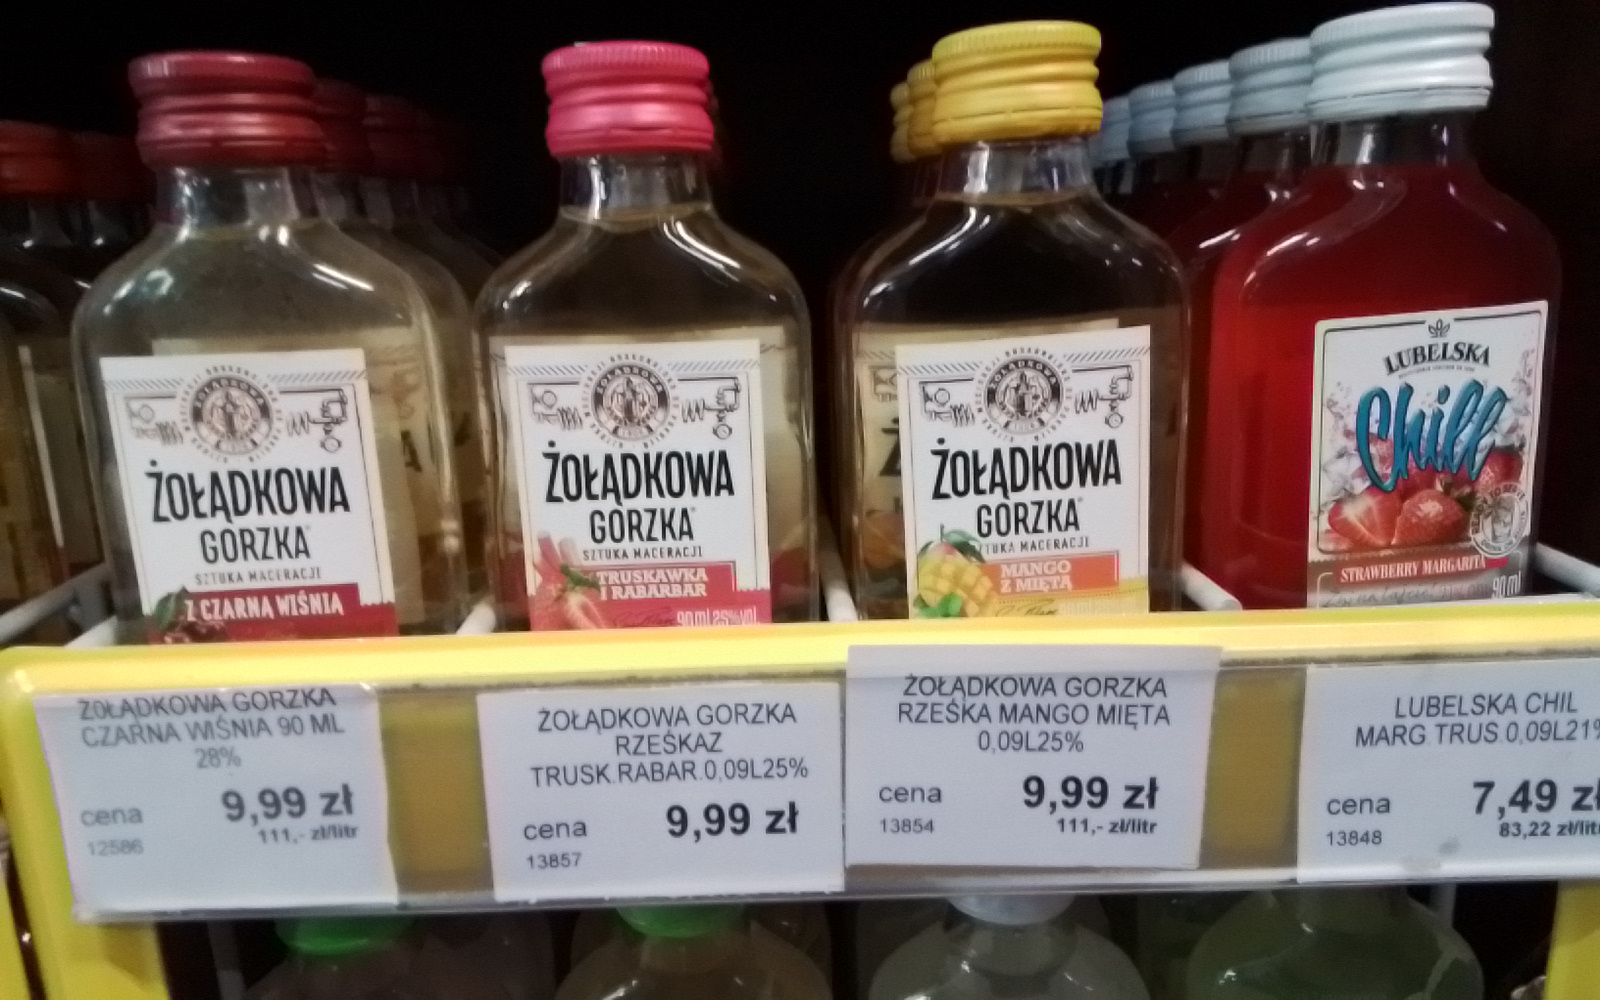 ŻOŁĄDKOWA
GORZKA
SZTUKA MACERACJI
Z CZARNĄ WIŚNIĄ
ŻOŁĄDKOWA
GORZKA
SZTUKA MACERACJI
TRUSKAWKA
I RABARBAR
90ml 25%vol
ŻOŁĄDKOWA
GORZKA
SZTUKA MACERACJI
MANGO
Z MIĘTĄ
LUBELSKA
Chill
STRAWBERRY MARGARITA
90ml
ŻOŁĄDKOWA GORZKA
CZARNA WIŚNIA 90 ML
28%
cena 9,99 zł
111,- zł/litr
12586
ŻOŁĄDKOWA GORZKA
RZEŚKAZ
TRUSK.RABAR.0,09L25%
cena 9,99 zł
13857
ŻOŁĄDKOWA GORZKA
RZEŚKA MANGO MIĘTA
0,09L25%
cena 9,99 zł
13854 111,- zł/litr
LUBELSKA CHIL
MARG.TRUS.0,09L21%
cena 7,49 zł
83,22 zł/litr
13848